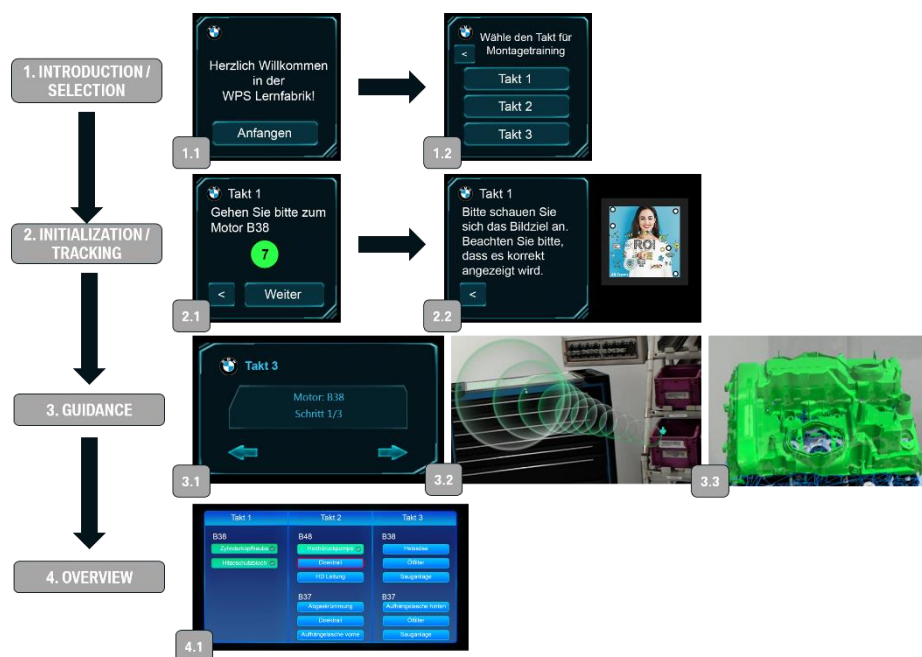 1. INTRODUCTION /
SELECTION
Herzlich Willkommen
in der
WPS Lernfabrik!
Anfangen
1.1
Wähle den Takt für
Montagetraining
<
Takt 1
Takt 2
Takt 3
1.2
2. INITIALIZATION /
TRACKING
Takt 1
Gehen Sie bitte zum
Motor B38
7
<
Weiter
2.1
Takt 1
Bitte schauen Sie
sich das Bildziel an.
Beachten Sie bitte,
dass es korrekt
angezeigt wird.
<
2.2
ROI
3. GUIDANCE
Takt 3
Motor: B38
Schritt 1/3
3.1
3.2
3.3
4. OVERVIEW
Takt 1
Takt 2
Takt 3
B38
B48
B38
Zylinderkopfhaube
Hochdruckpumpe
Hitzschutzblech
Direktrail
Ölfilter
HD Leitung
Sauganlage
B37
B37
Abgaskrümmung
Aufhängelasche hinten
Direktrail
Ölfilter
Aufhängelasche vorne
Sauganlage
4.1